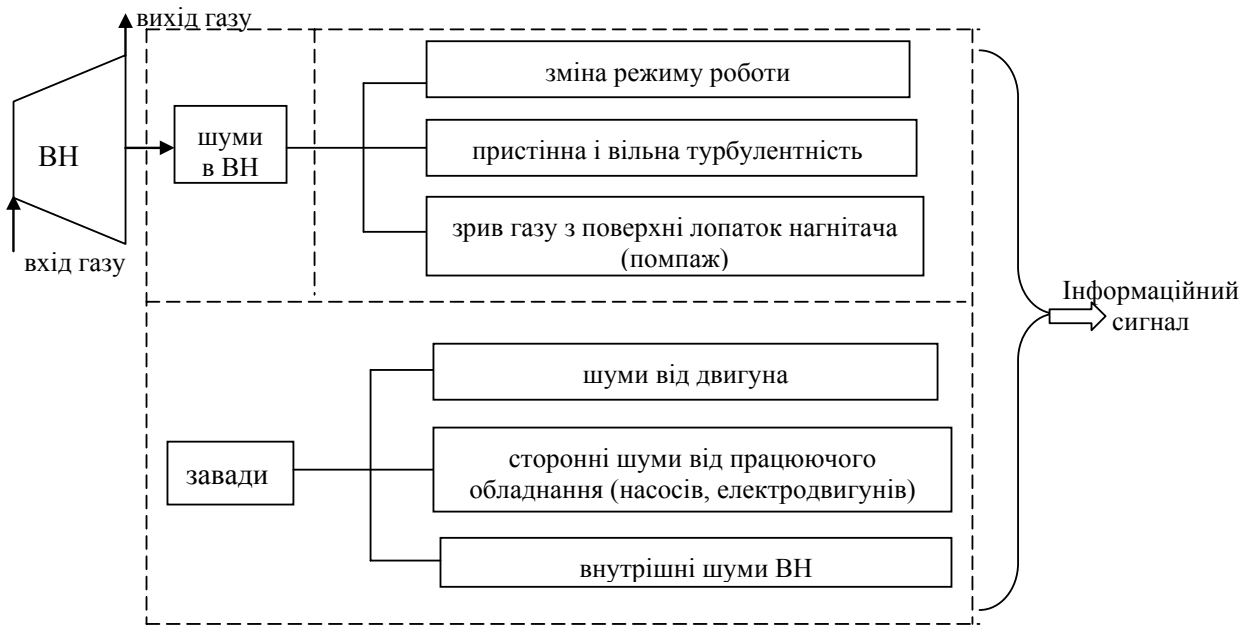 вихід газу
ВН
вхід газу
шуми
в ВН
зміна режиму роботи
пристінна і вільна турбулентність
зрив газу з поверхні лопаток нагнітача
(помпаж)
завади
шуми від двигуна
сторонні шуми від працюючого
обладнання (насосів, електродвигунів)
внутрішні шуми ВН
Інформаційний
сигнал